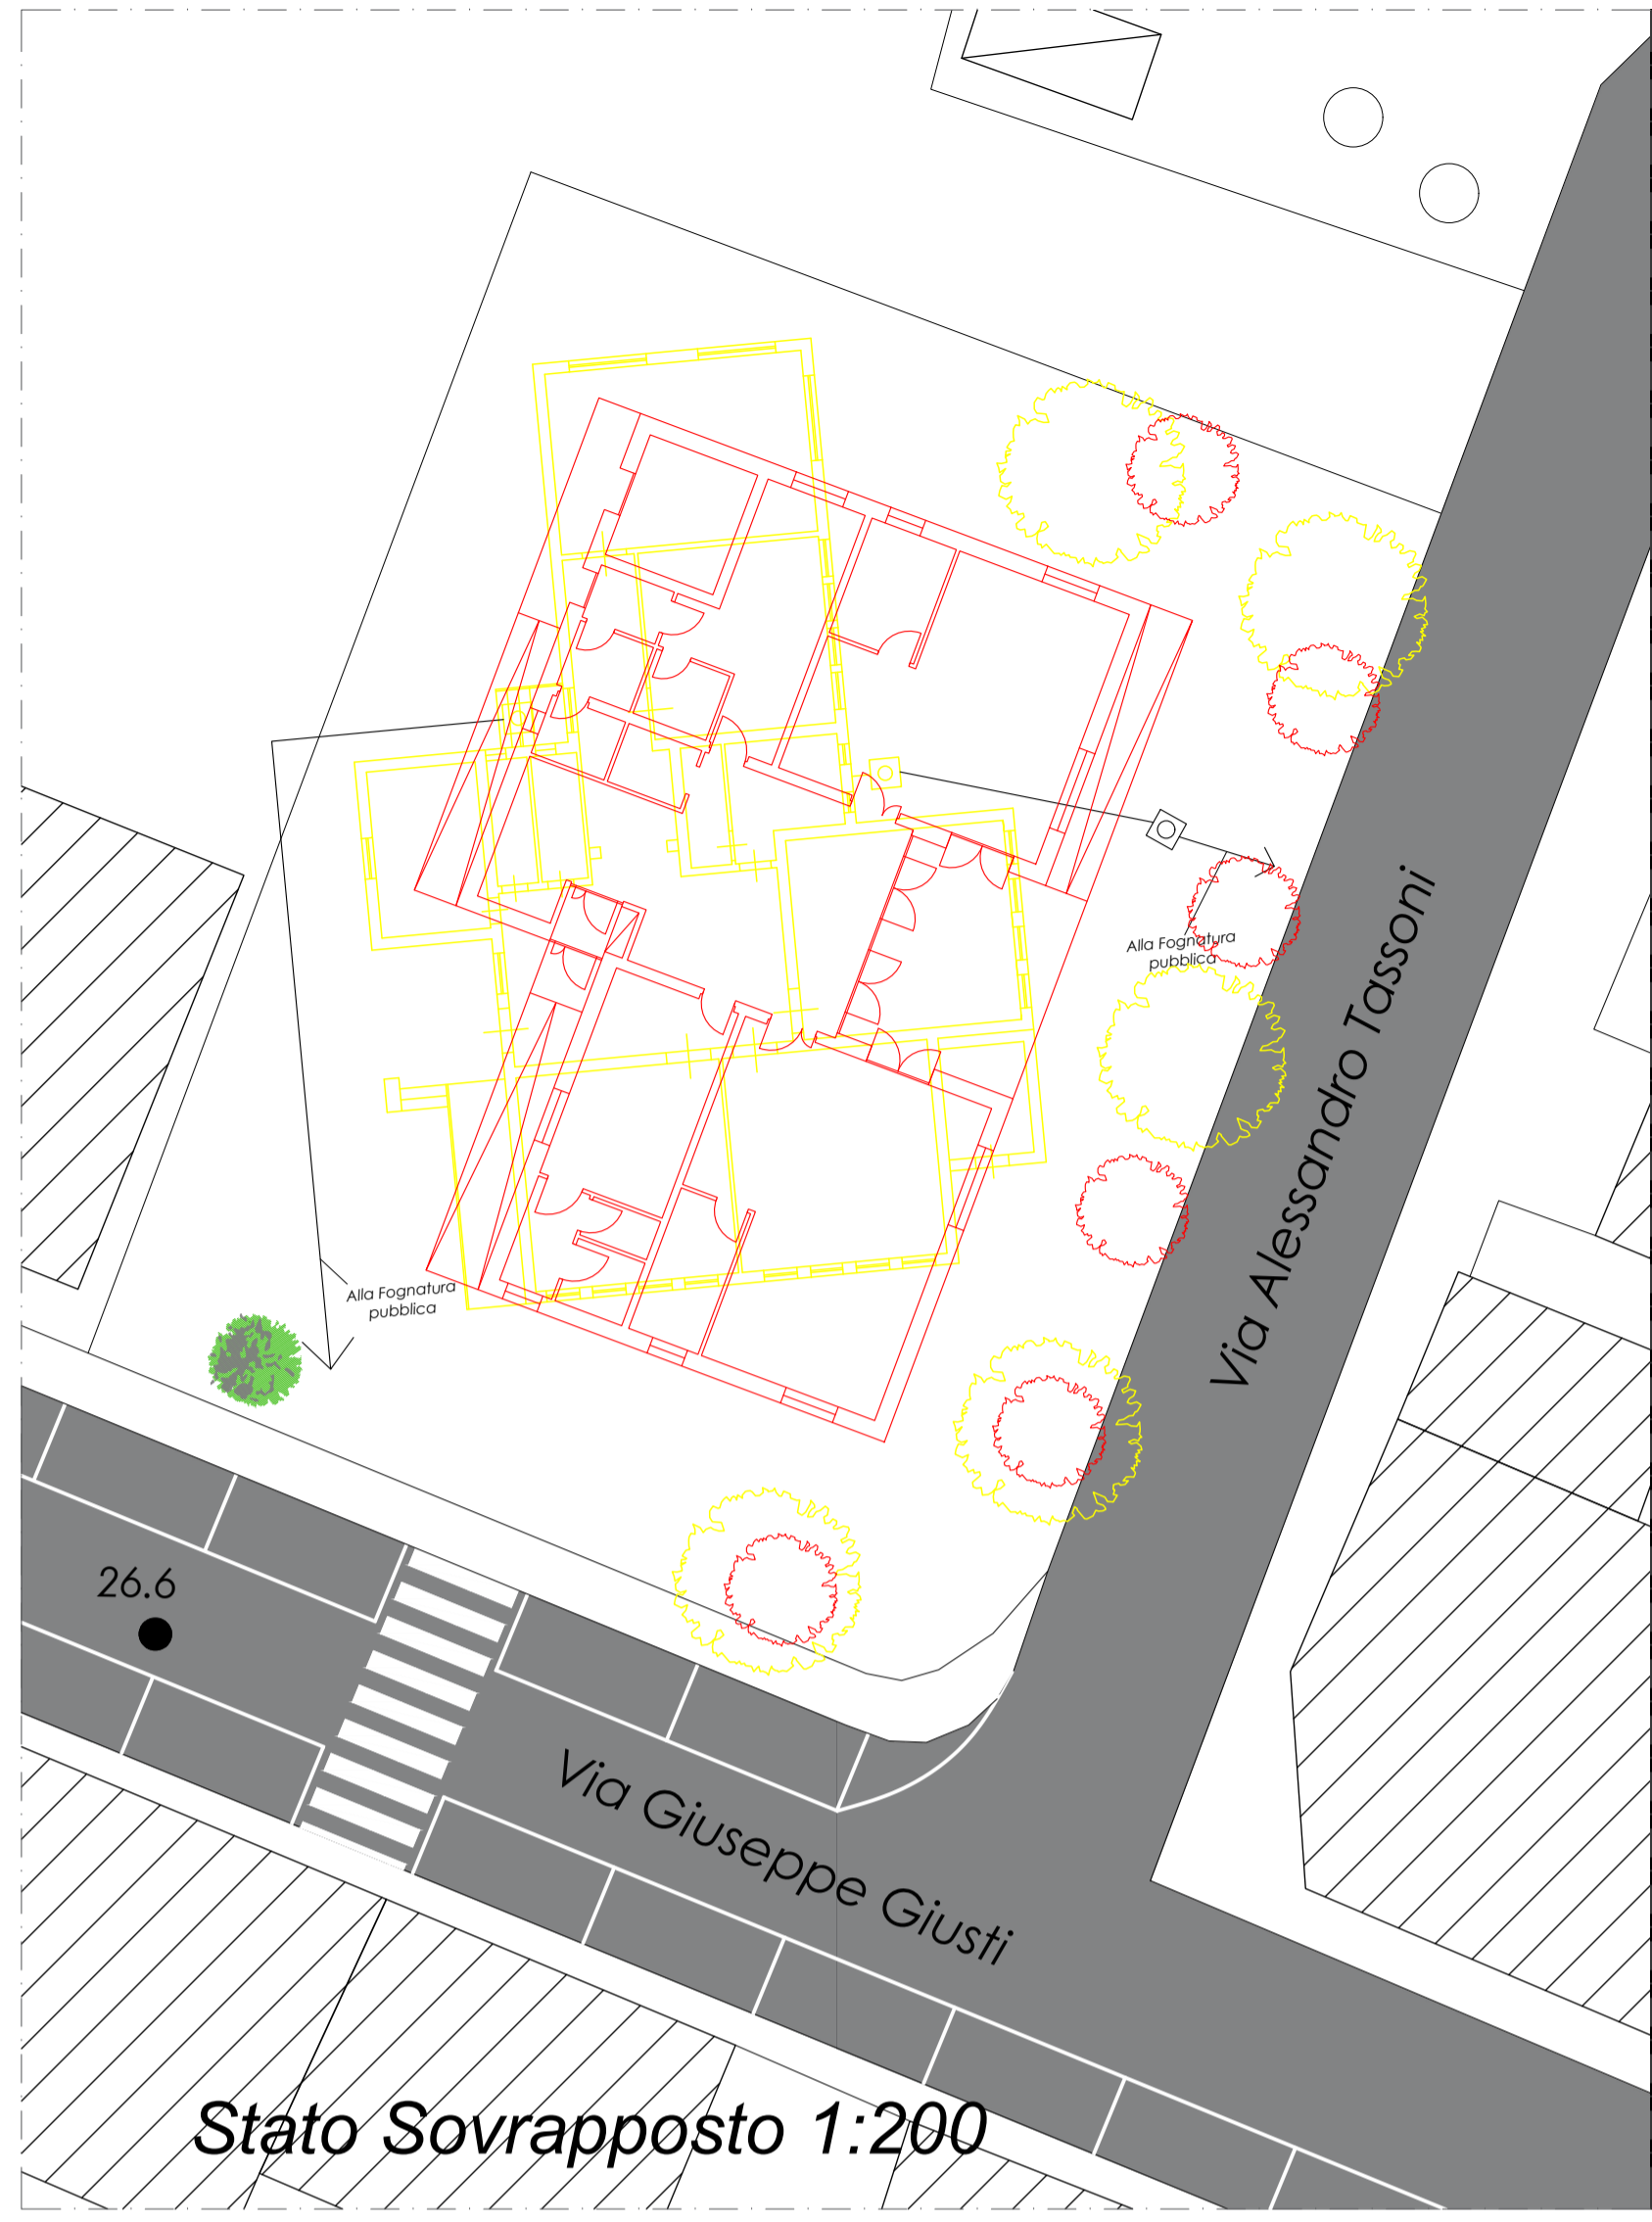 Alla Fognatura
pubblica
Via Alessandro Tassoni
Alla Fognatura
pubblica
26.6
Via Giuseppe Giusti
Stato Sovrapposto 1:200